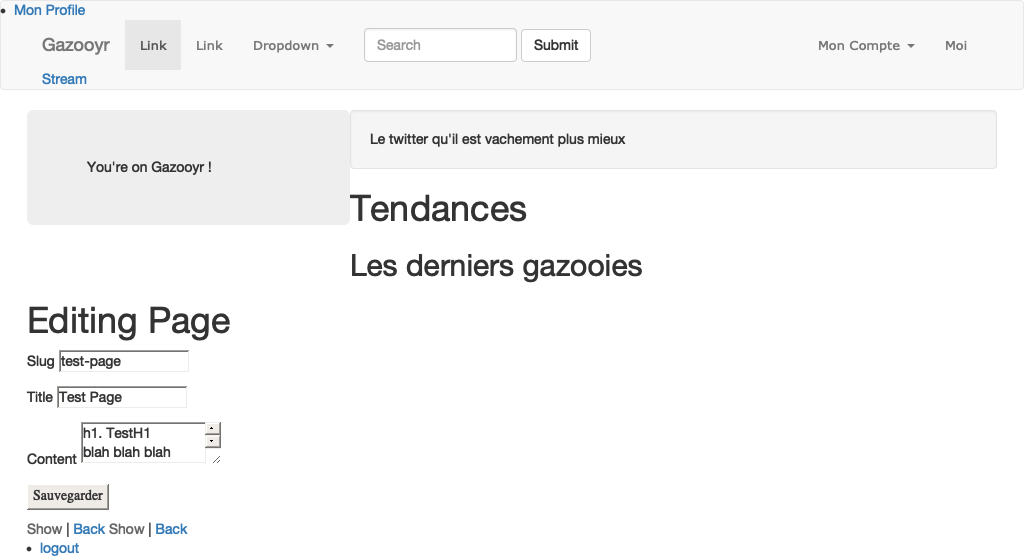 Mon Profile
Gazooyr Link Link Dropdown Search Submit Mon Compte Moi
Stream
You're on Gazooyr !
Le twitter qu'il est vachement plus mieux
Tendances
Les derniers gazooies
Editing Page
Slug test-page
Title Test Page
h1. TestH1
blah blah blah
Content
Sauvegarder
Show | Back Show | Back
logout